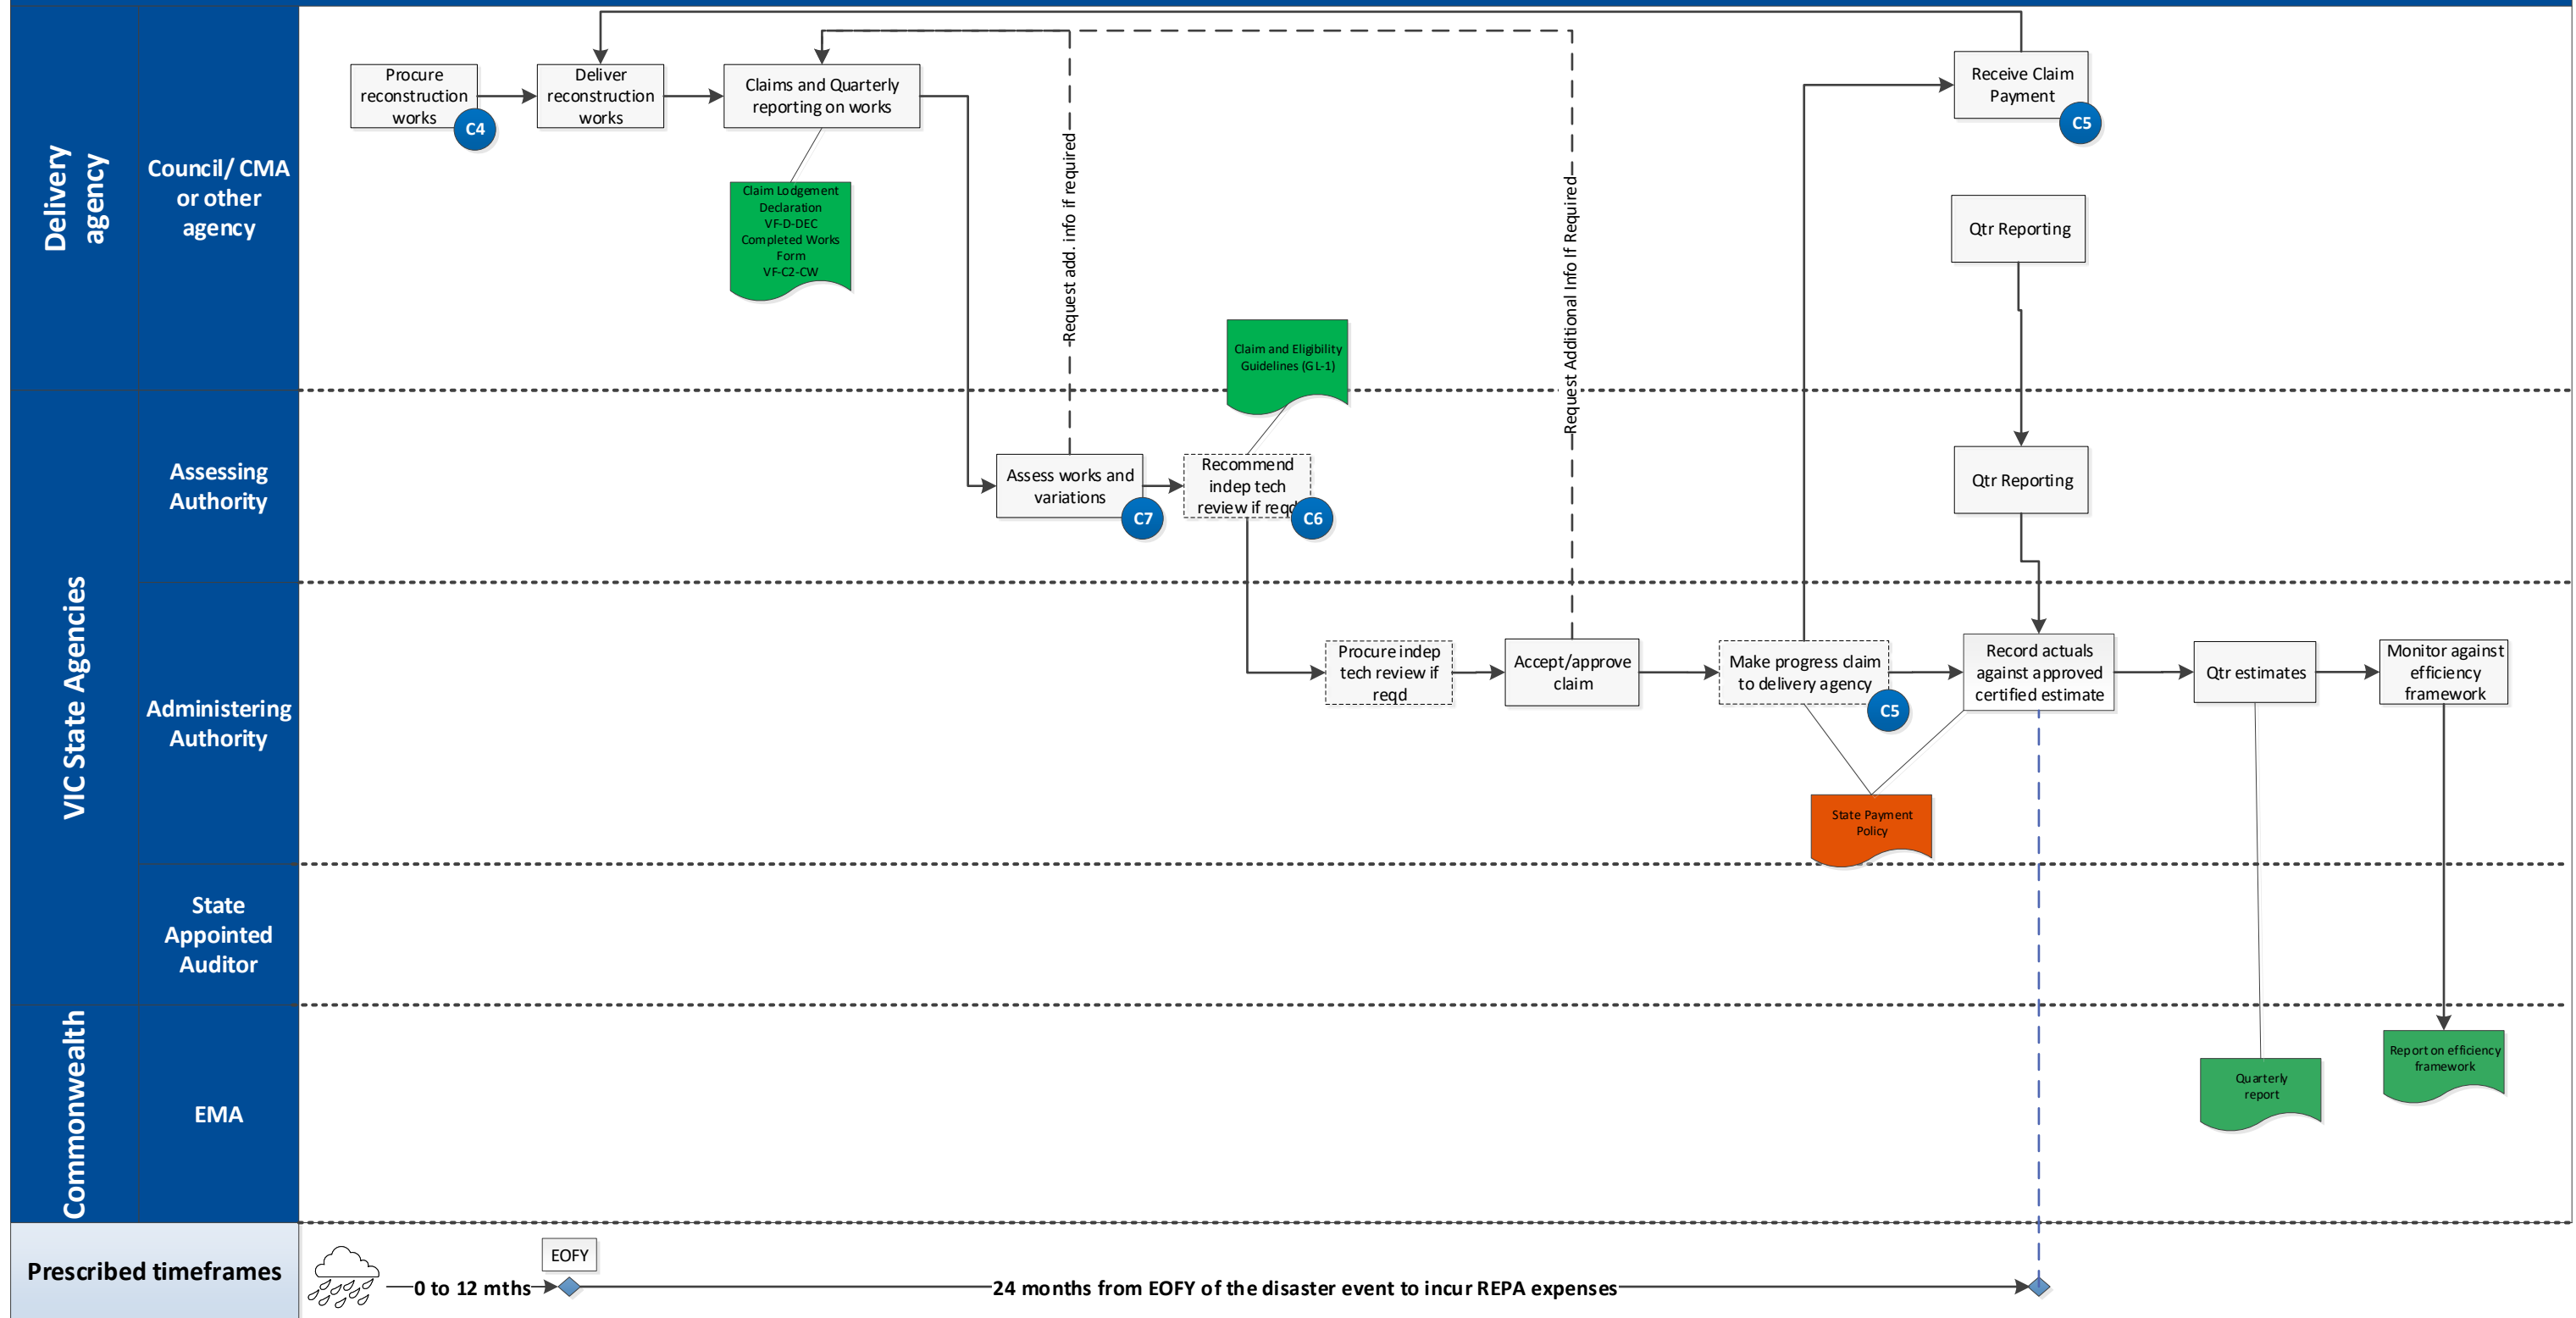 Delivery
agency
Council/ CMA
or other
agency
Procure
reconstruction
works
C4
Deliver
reconstruction
works
Claims and Quarterly
reporting on works
Claim Lodgement
Declaration
VF-D-DEC
Completed Works
Form
VF-C2-CW
Request add. info if required
Claim and Eligibility
Guidelines (GL-1)
Request Additional Info If Required
Receive Claim
Payment
C5
Qtr Reporting
VIC State Agencies
Assessing
Authority
Assess works and
variations
C7
Recommend
indep tech
review if reqd
C6
Qtr Reporting
Administering
Authority
Procure indep
tech review if
reqd
Accept/approve
claim
Make progress claim
to delivery agency
C5
Record actuals
against approved
certified estimate
Qtr estimates
Monitor against
efficiency
framework
State Payment
Policy
State
Appointed
Auditor
Commonwealth
EMA
Quarterly
report
Report on efficiency
framework
Prescribed timeframes
0 to 12 mths
EOFY
24 months from EOFY of the disaster event to incur REPA expenses